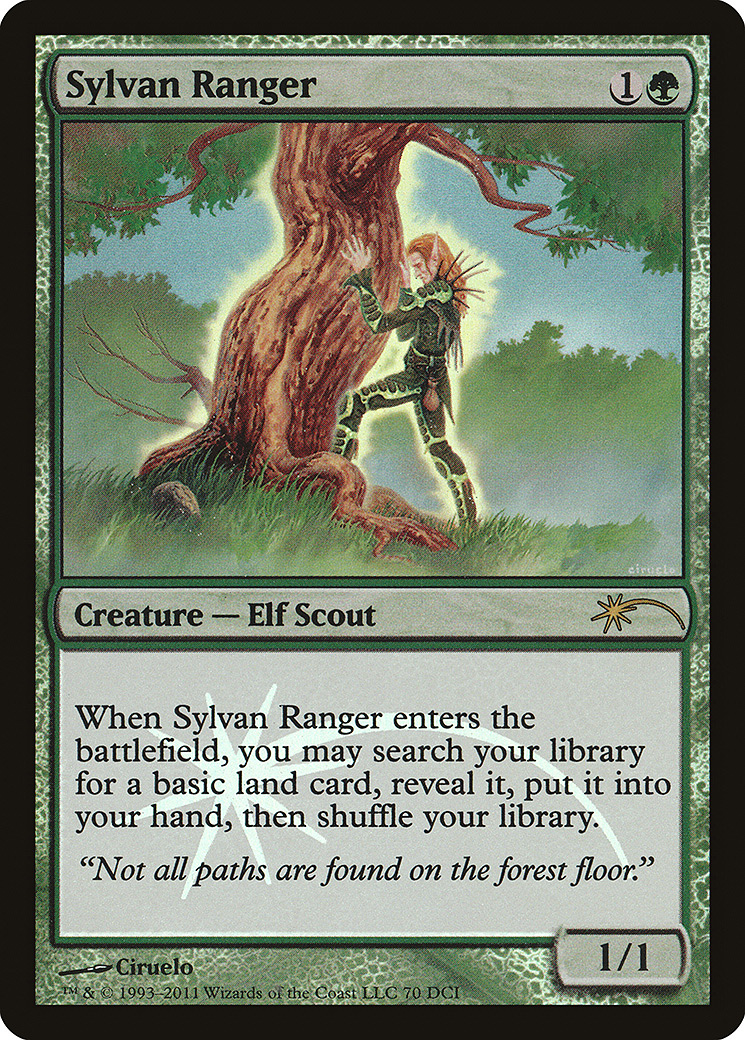 Sylvan Ranger 1
ciruelo
Creature — Elf Scout
When Sylvan Ranger enters the
battlefield, you may search your library
for a basic land card, reveal it, put it into
your hand, then shuffle your library.
“Not all paths are found on the forest floor.”
1/1
Ciruelo
™ & © 1993–2011 Wizards of the Coast LLC 70 DCI